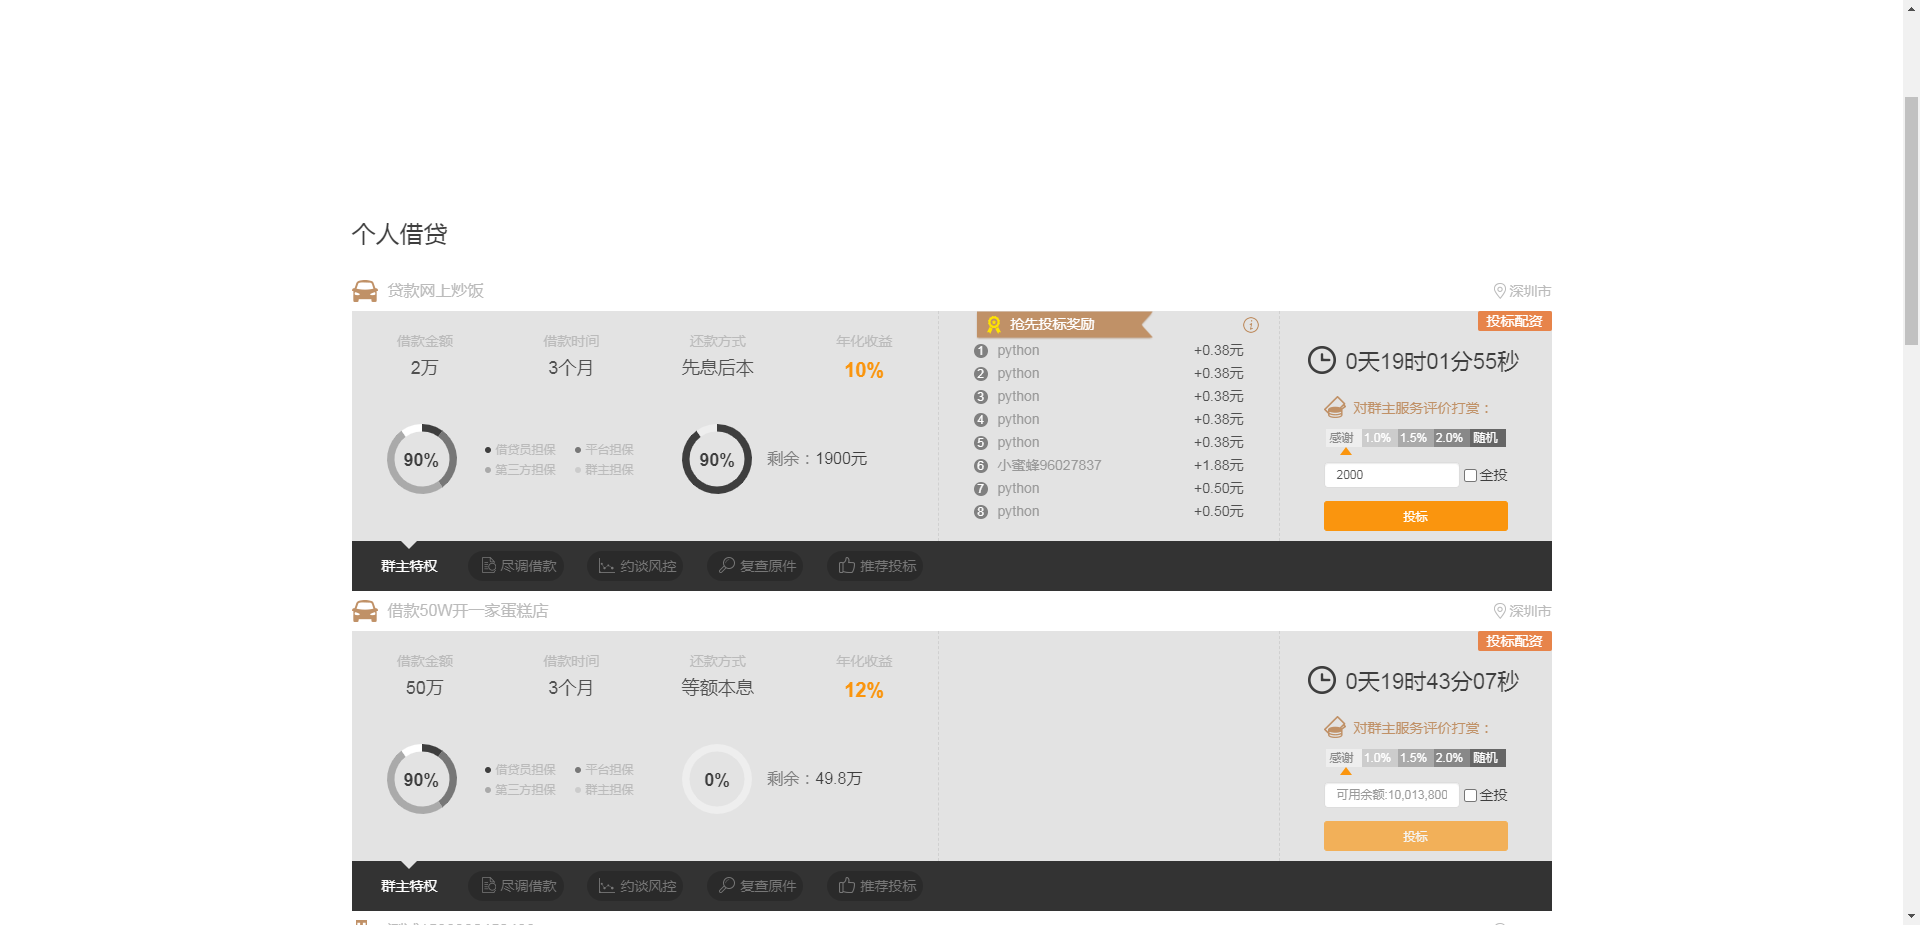 个人借贷
贷款网上炒饭
深圳市
借款金额 借款时间 还款方式 年化收益
2万 3个月 先息后本 10%
90%
借贷员担保 平台担保
第三方担保 群主担保
90%
剩余：1900元
抢先投标奖励
1 python +0.38元
2 python +0.38元
3 python +0.38元
4 python +0.38元
5 python +0.38元
6 小蜜蜂96027837 +1.88元
7 python +0.50元
8 python +0.50元
投标配资
0天19时01分55秒
对群主服务评价打赏：
感谢 1.0% 1.5% 2.0% 随机
2000 全投
投标
群主特权 尽调借款 约谈风控 复查原件 推荐投标
借款50W开一家蛋糕店
深圳市
借款金额 借款时间 还款方式 年化收益
50万 3个月 等额本息 12%
90%
借贷员担保 平台担保
第三方担保 群主担保
0%
剩余：49.8万
投标配资
0天19时43分07秒
对群主服务评价打赏：
感谢 1.0% 1.5% 2.0% 随机
可用余额:10,013,800 全投
投标
群主特权 尽调借款 约谈风控 复查原件 推荐投标